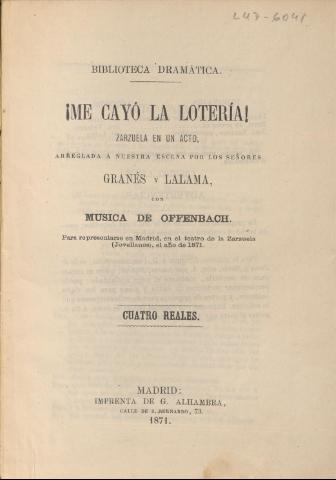 L47-6041
BIBLIOTECA DRAMÁTICA.
¡ME CAYÓ LA LOTERÍA!
ZARZUELA EN UN ACTO,
ARREGLADA A NUESTRA ESCENA POR LOS SEÑORES
GRANÉS Y LALAMA,
CON
MUSICA DE OFFENBACH.
Para representarse en Madrid, en el teatro de la Zarzuela
(Jovellanos), el año de 1871.
CUATRO REALES.
MADRID:
IMPRENTA DE G. ALHAMBRA,
CALLE DE S. BERNARDO, 73.
1871.